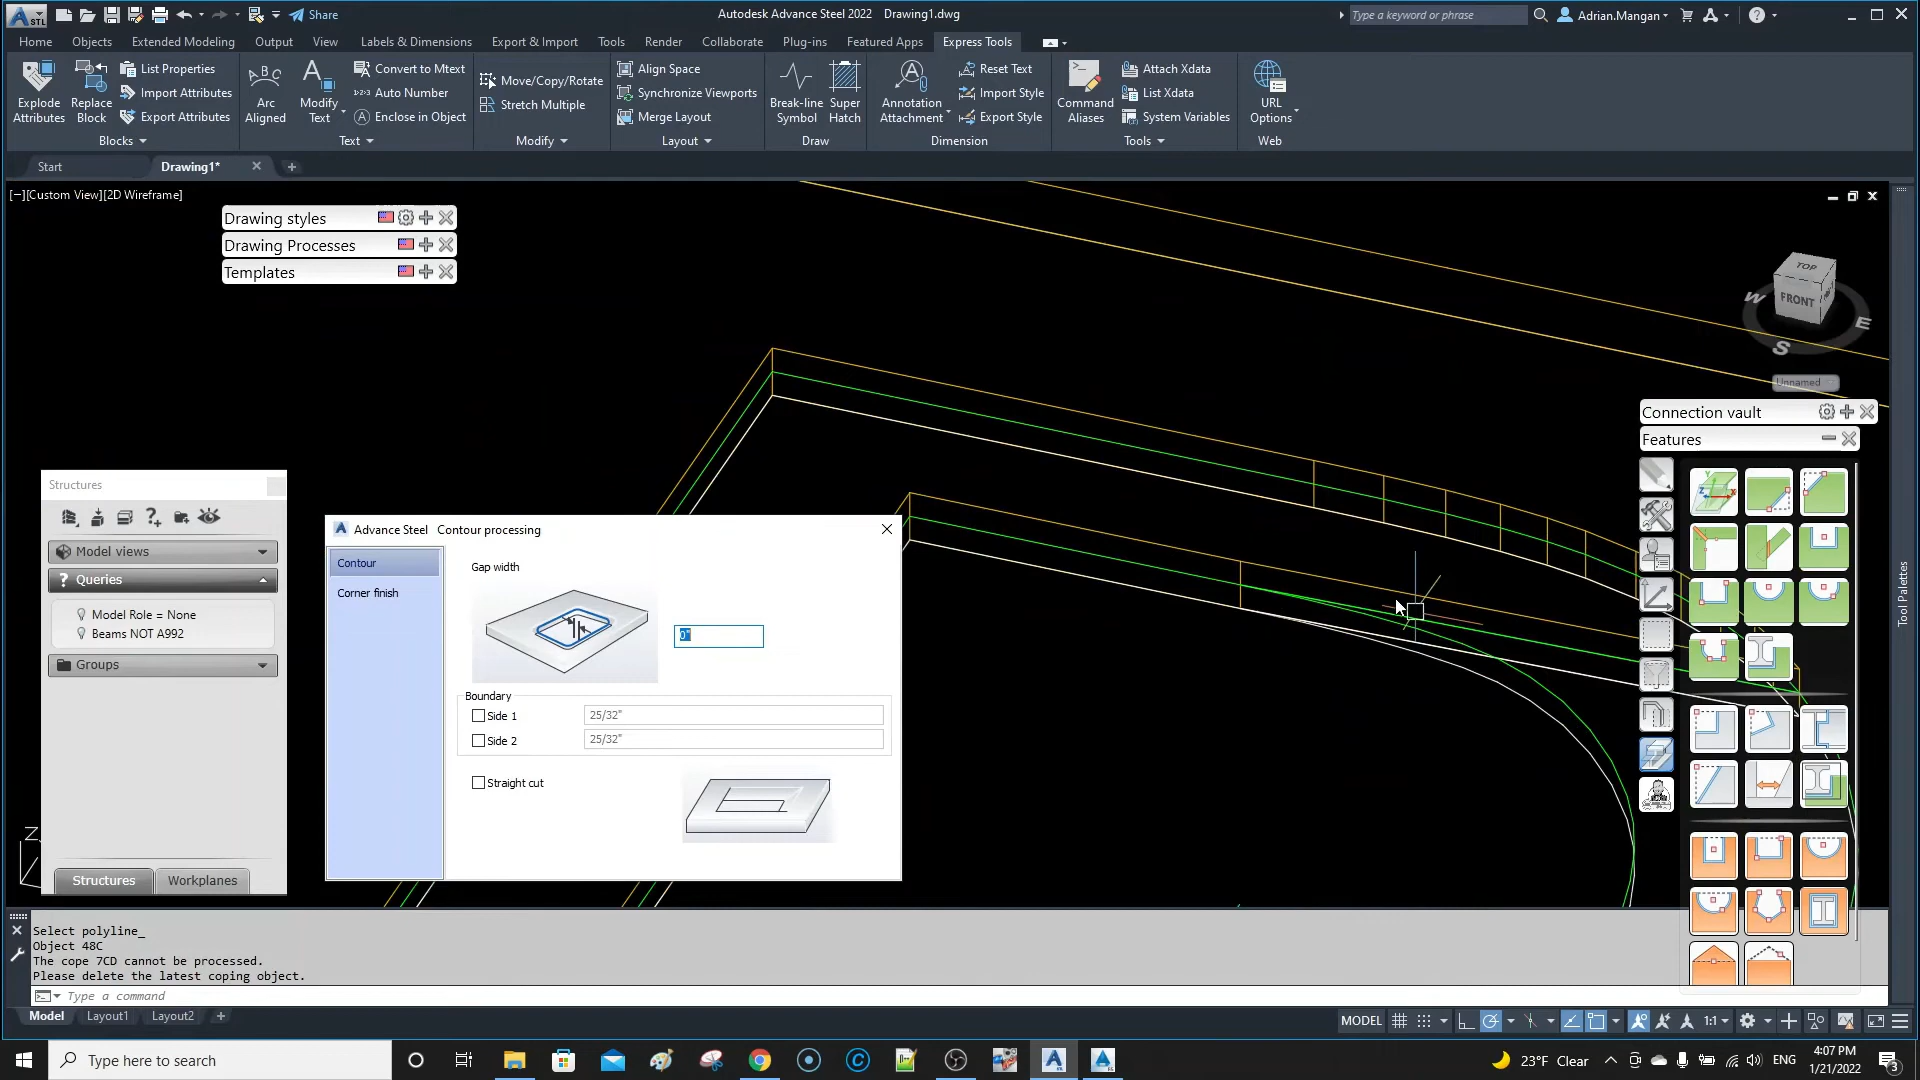 Share
Autodesk Advance Steel 2022 Drawing1.dwg
Type a keyword or phrase
Adrian.Mangan
STL
Home Objects Extended Modeling Output View Labels & Dimensions Export & Import Tools Render Collaborate Plug-ins Featured Apps Express Tools
Explode Attributes
Replace Block
List Properties
Import Attributes
Export Attributes
Arc Aligned
Modify Text
Convert to Mtext
Auto Number
Enclose in Object
Move/Copy/Rotate
Stretch Multiple
Align Space
Synchronize Viewports
Merge Layout
Break-line Symbol
Super Hatch
Annotation Attachment
Reset Text
Import Style
Export Style
Command Aliases
Attach Xdata
List Xdata
System Variables
URL Options
Blocks Text Modify Layout Draw Dimension Tools Web
Start Drawing1*
[−][Custom View][2D Wireframe]
Drawing styles
Drawing Processes
Templates
TOP
FRONT
W
E
S
Unnamed
Connection vault
Features
Tool Palettes
Structures
Model views
Queries
Model Role = None
Beams NOT A992
Groups
Structures Workplanes
Z
Advance Steel Contour processing
Contour
Corner finish
Gap width
0"
Boundary
Side 1 25/32"
Side 2 25/32"
Straight cut
Select polyline_
Object 48C
The cope 7CD cannot be processed.
Please delete the latest coping object.
Type a command
Model Layout1 Layout2
MODEL 1:1
Type here to search
23°F Clear
ENG
4:07 PM
1/21/2022
3